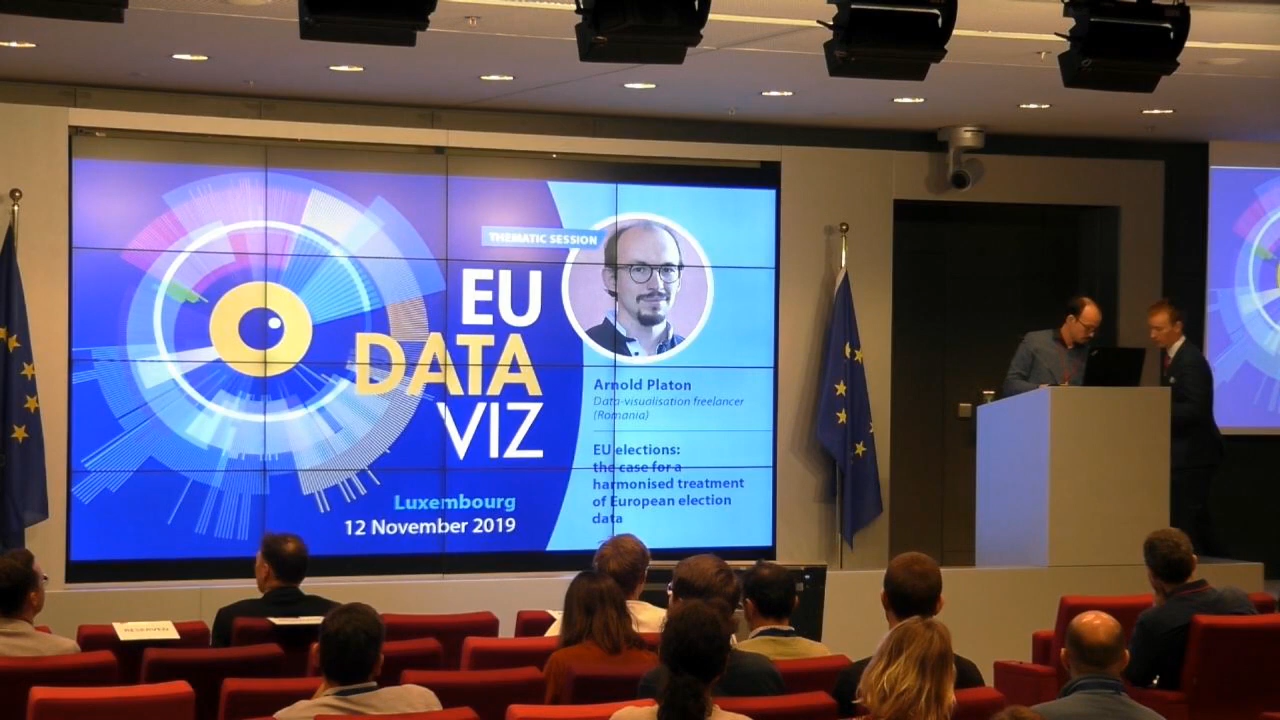 THEMATIC SESSION
EU
DATA
VIZ
Luxembourg
12 November 2019
Arnold Platon
Data-visualisation freelancer
(Romania)
EU elections:
the case for a
harmonised treatment
of European election
data
RESERVED